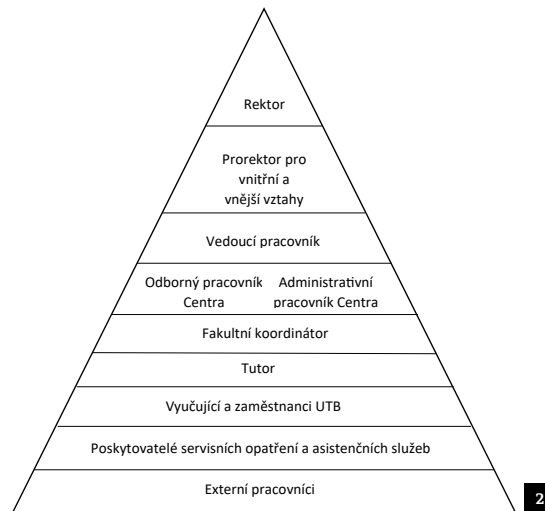 Rektor
Prorektor pro
vnitřní a
vnější vztahy
Vedoucí pracovník
Odborný pracovník Centra
Administrativní pracovník Centra
Fakultní koordinátor
Tutor
Vyučující a zaměstnanci UTB
Poskytovatelé servisních opatření a asistenčních služeb
Externí pracovníci
2